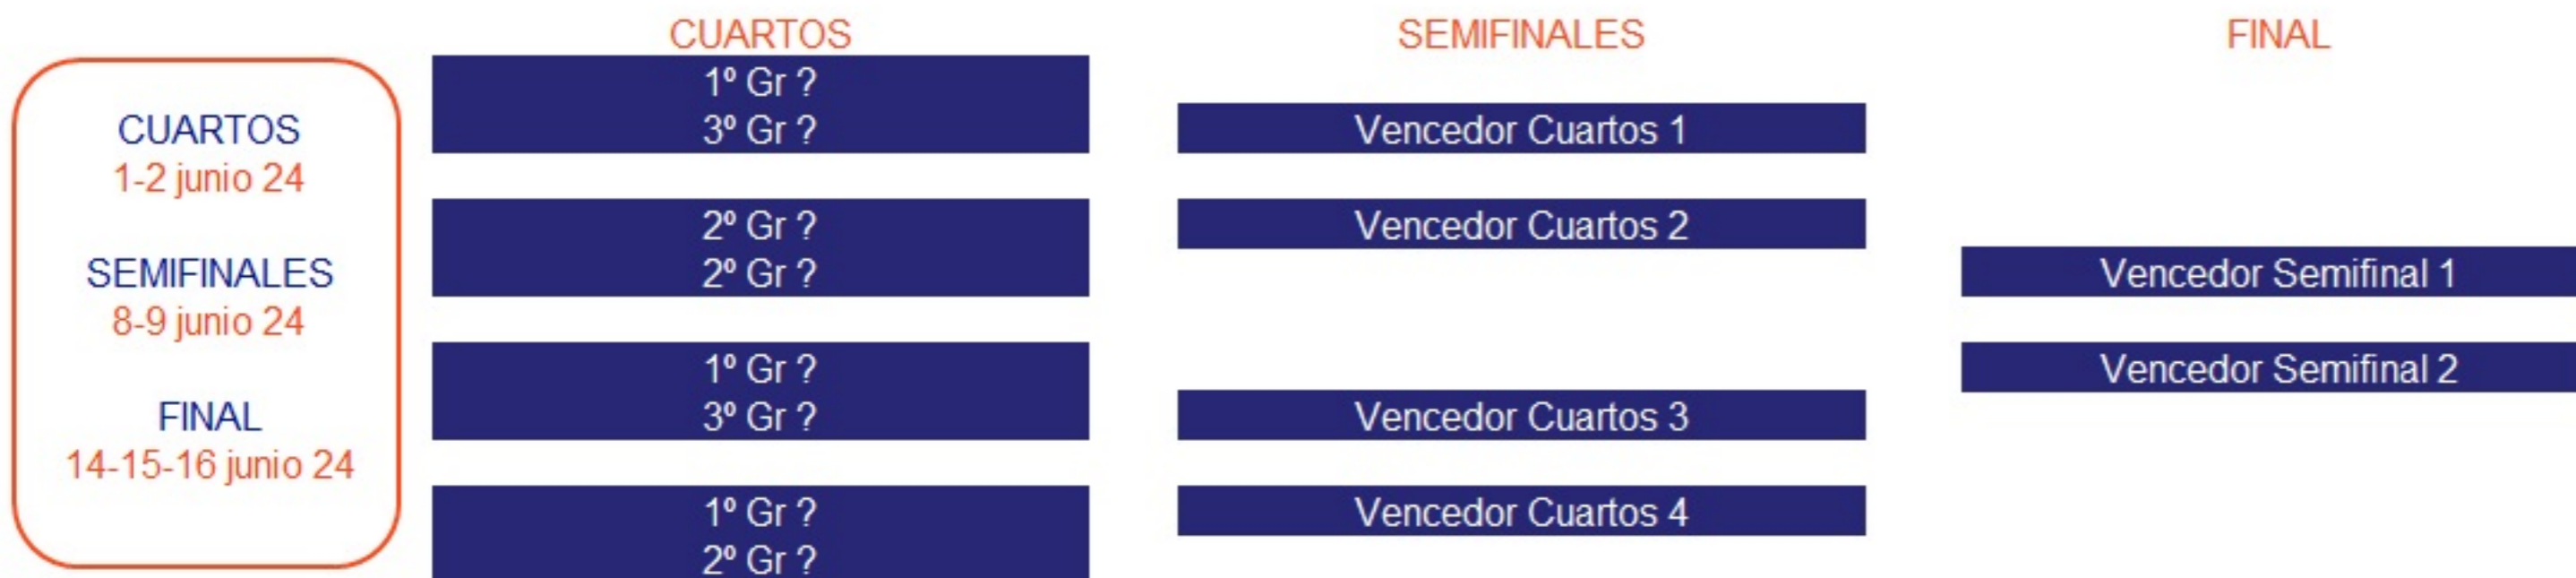 CUARTOS
1-2 junio 24
SEMIFINALES
8-9 junio 24
FINAL
14-15-16 junio 24
CUARTOS
1º Gr ?
3º Gr ?
2º Gr ?
2º Gr ?
1º Gr ?
3º Gr ?
1º Gr ?
2º Gr ?
SEMIFINALES
Vencedor Cuartos 1
Vencedor Cuartos 2
Vencedor Cuartos 3
Vencedor Cuartos 4
FINAL
Vencedor Semifinal 1
Vencedor Semifinal 2